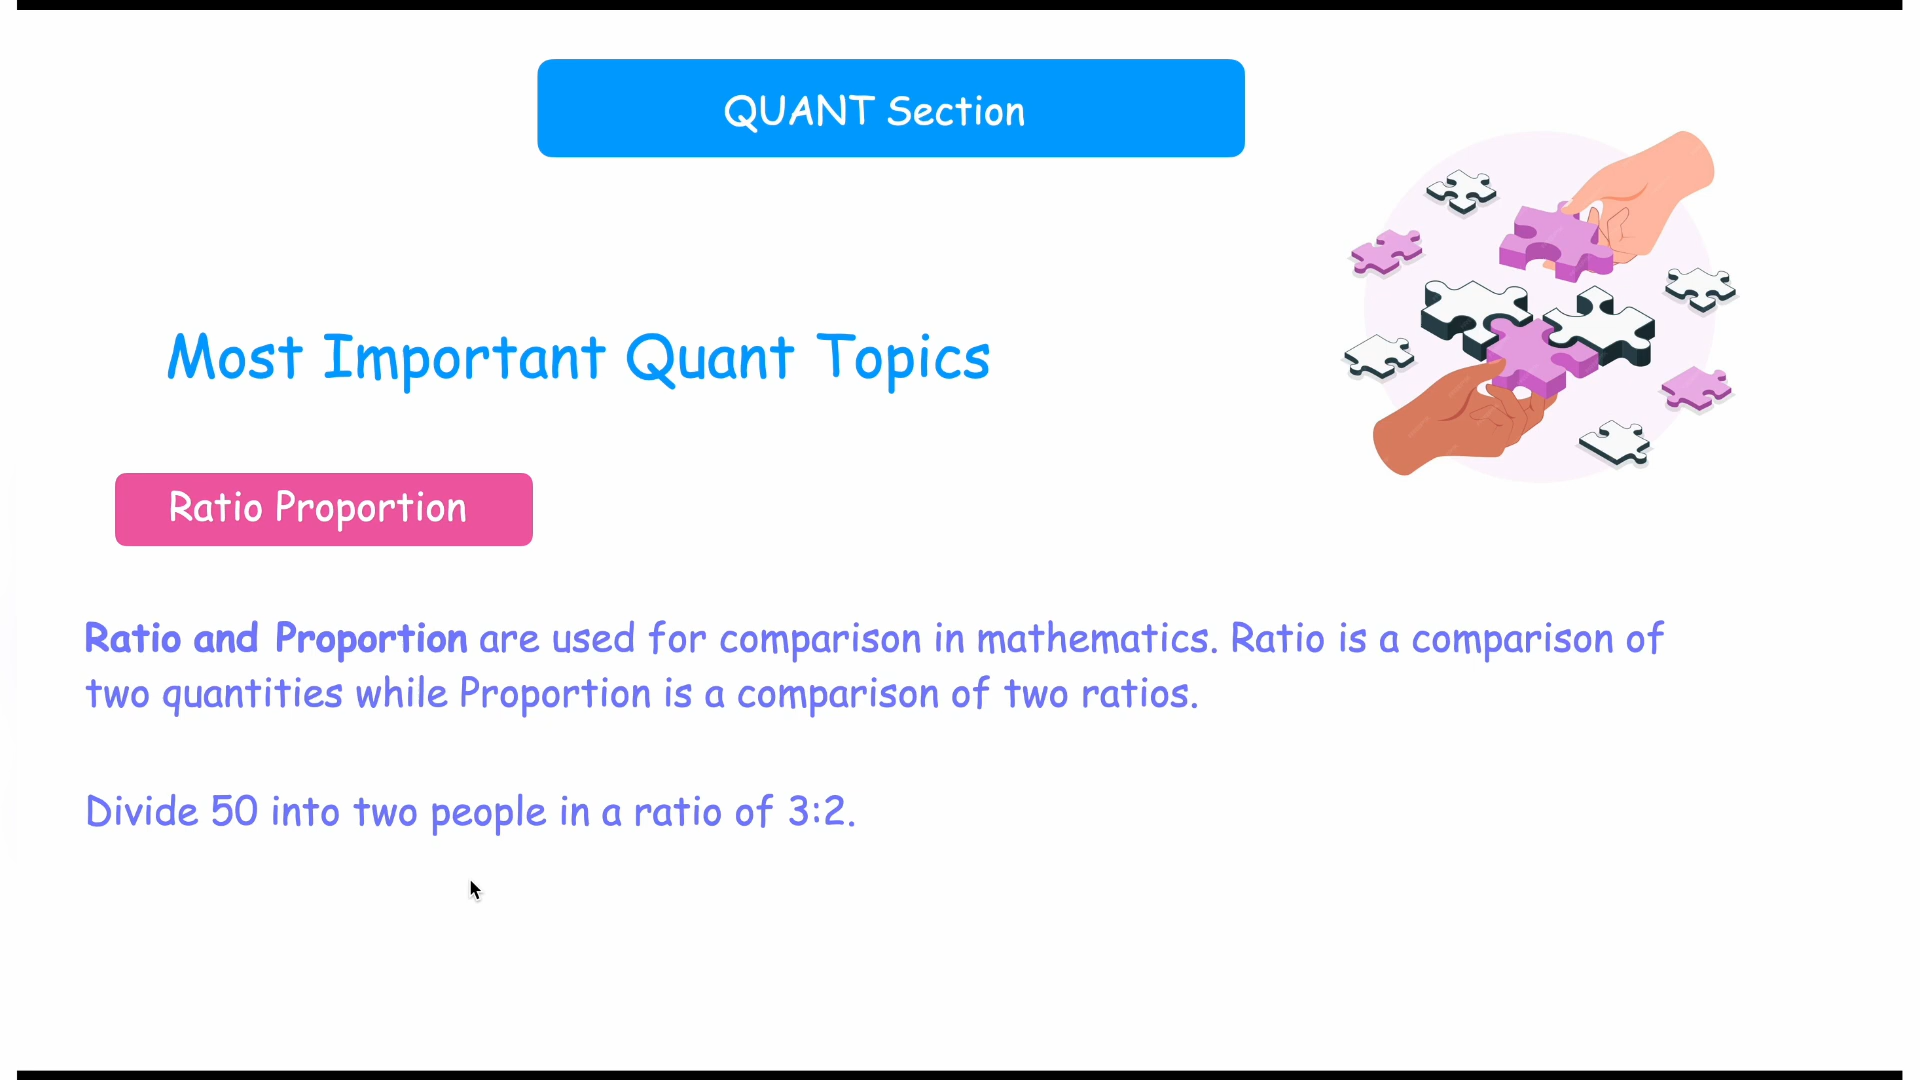 QUANT Section
Most Important Quant Topics
Ratio Proportion
Ratio and Proportion are used for comparison in mathematics. Ratio is a comparison of
two quantities while Proportion is a comparison of two ratios.
Divide 50 into two people in a ratio of 3:2.